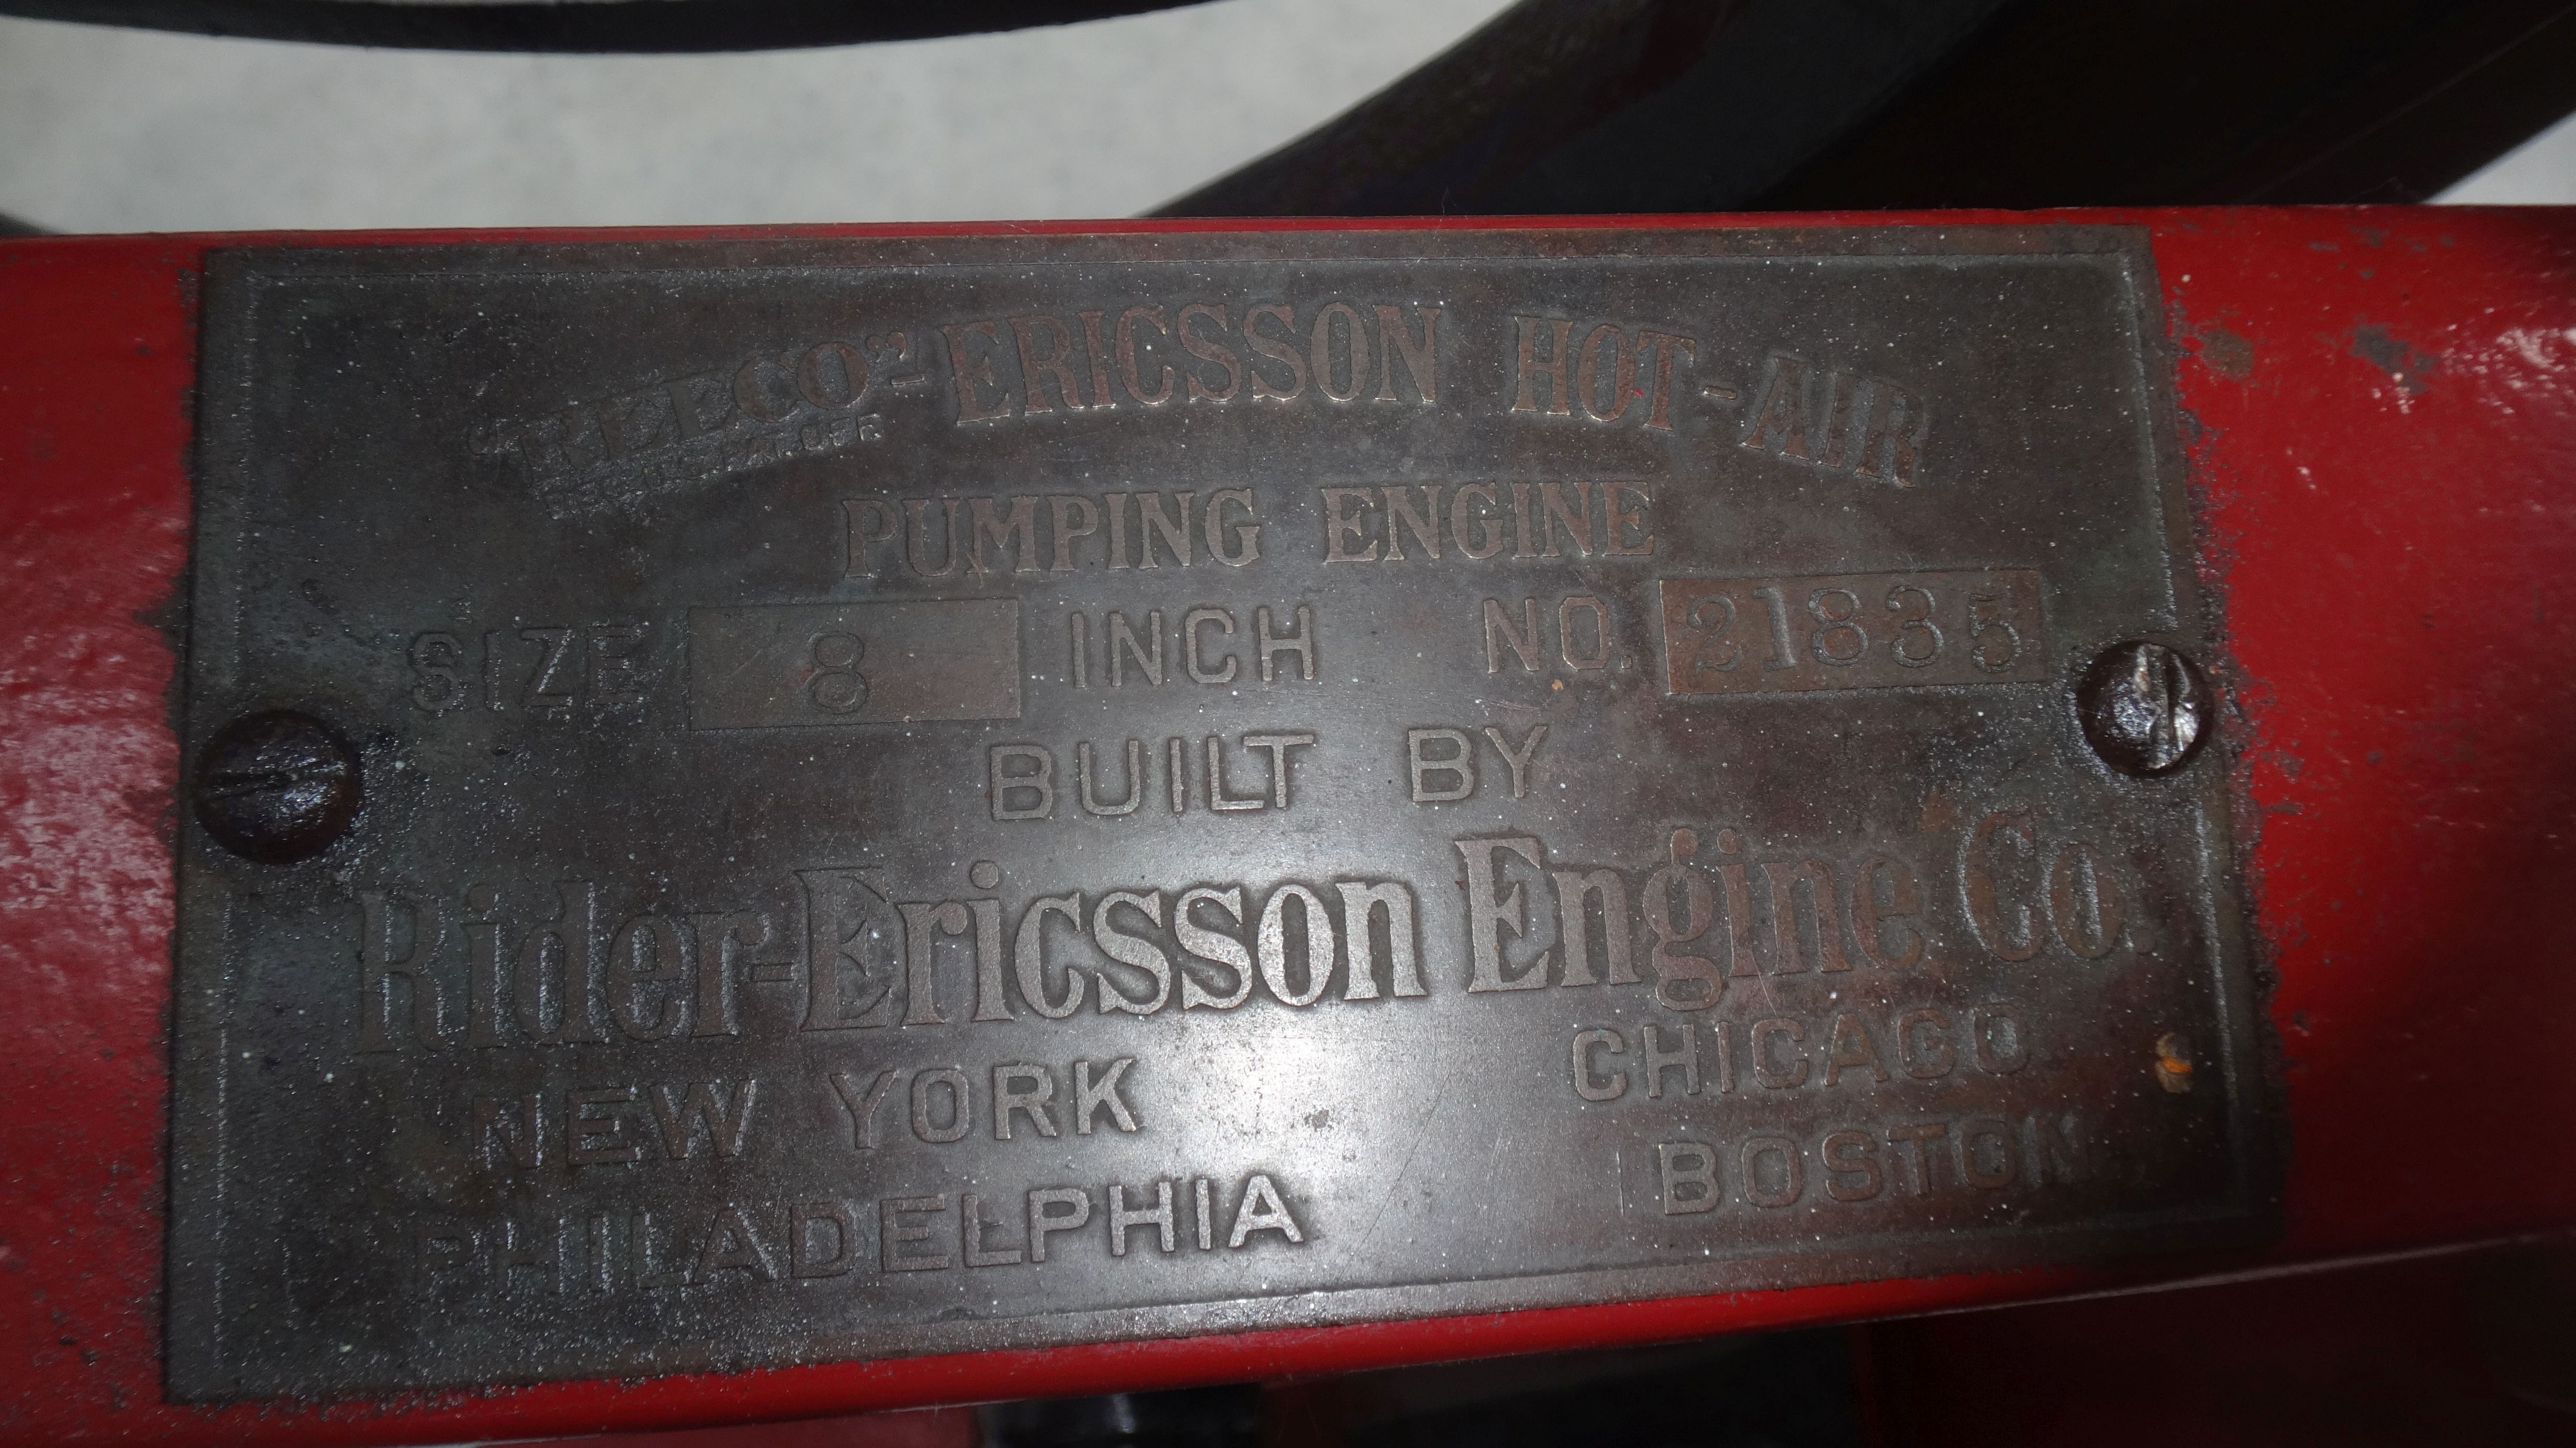 "REECO"-ERICSSON HOT-AIR
PUMPING ENGINE
SIZE 8 INCH NO. 21835
BUILT BY
Rider-Ericsson Engine Co.
NEW YORK CHICAGO
PHILADELPHIA BOSTON